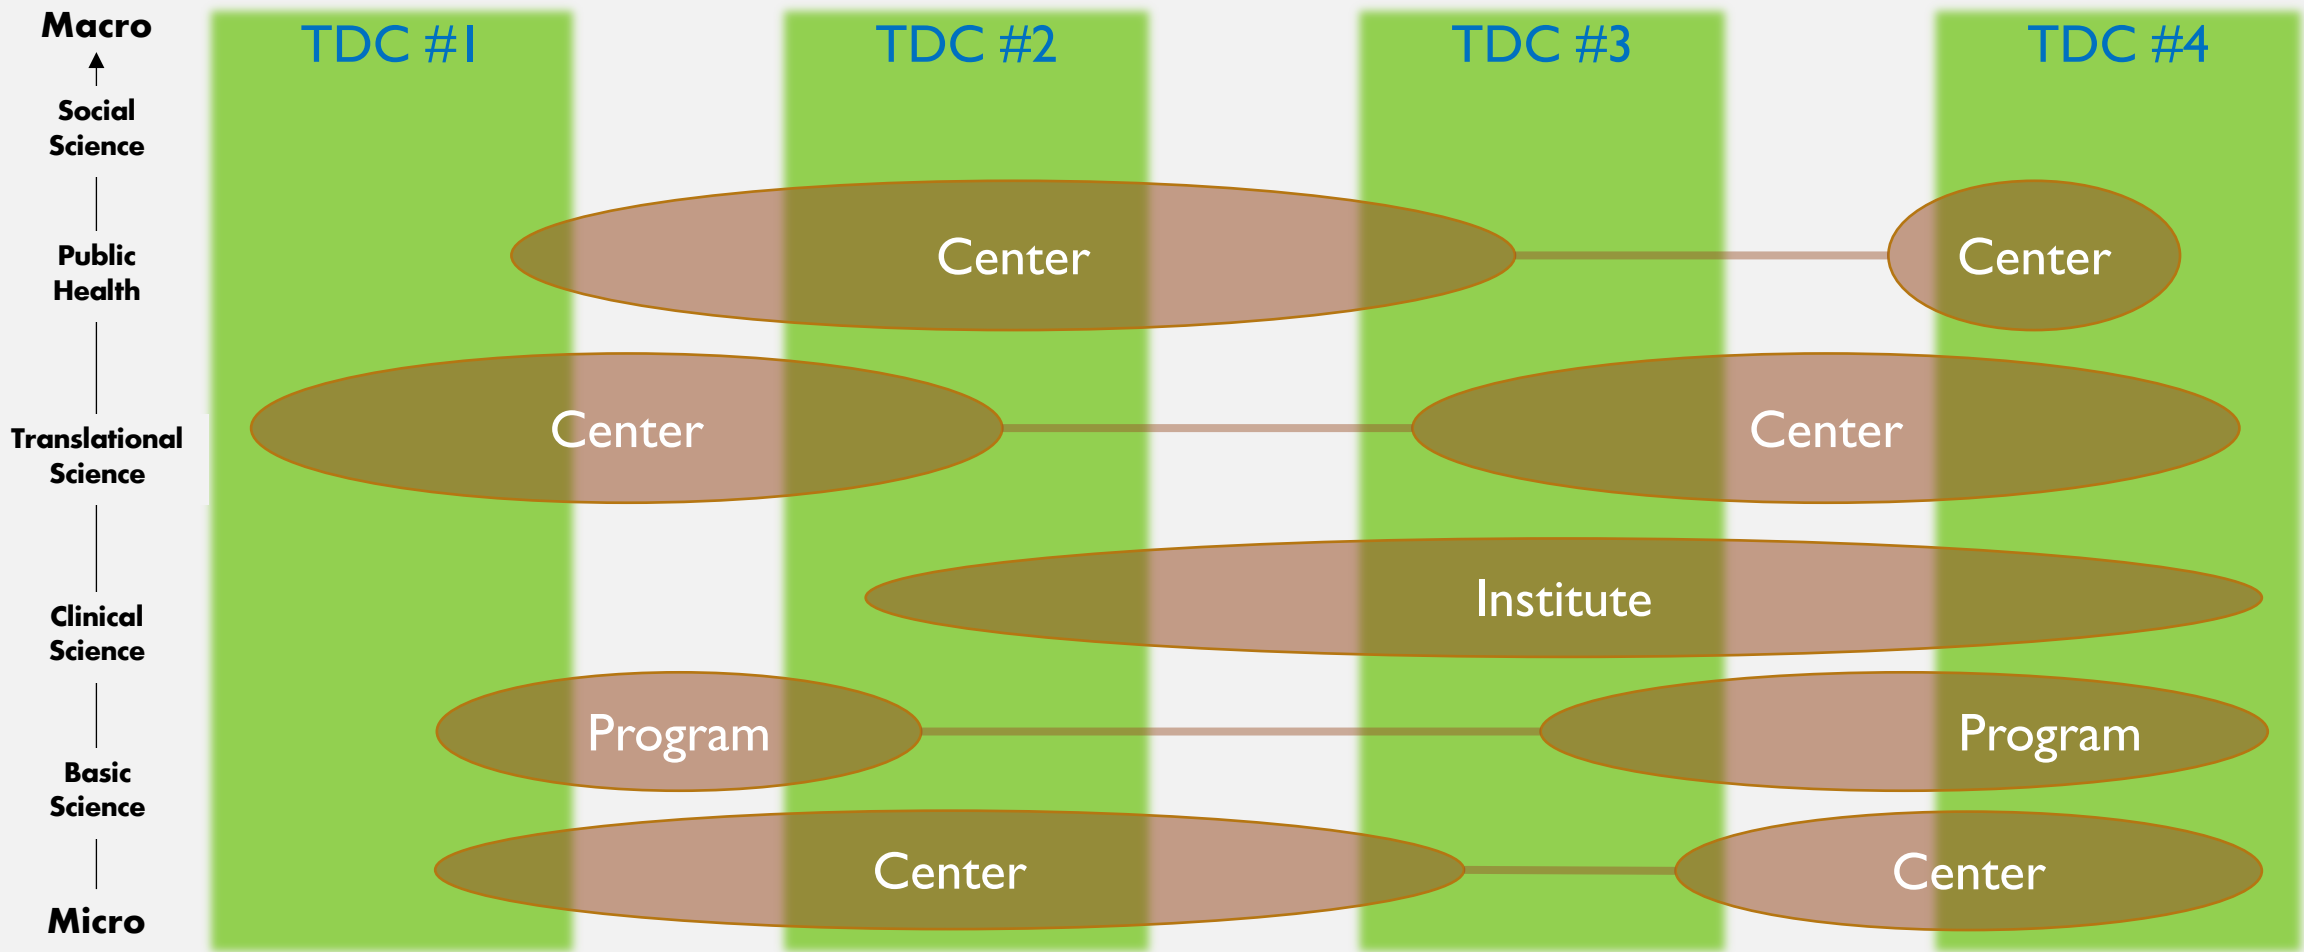 Macro
TDC #1
TDC #2
TDC #3
TDC #4
Social
Science
Public
Health
Center
Center
Translational
Science
Center
Center
Clinical
Science
Institute
Program
Program
Basic
Science
Center
Center
Micro